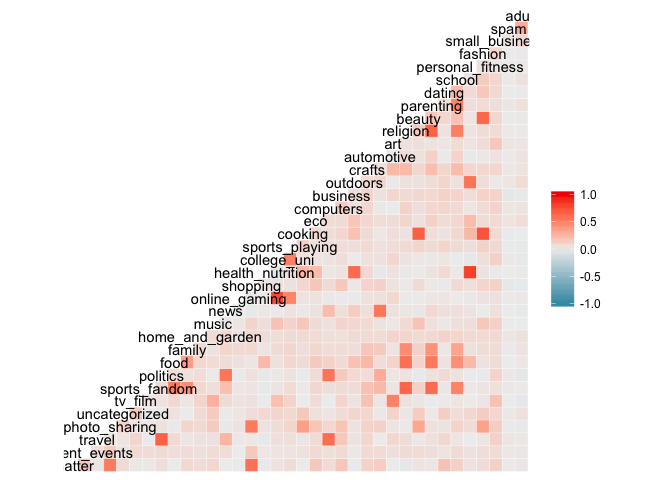 adu
spam
small_busine
fashion
personal_fitness
school
dating
parenting
beauty
religion
art
automotive
crafts
outdoors
business
computers
eco
cooking
sports_playing
college_uni
health_nutrition
shopping
online_gaming
news
music
home_and_garden
family
food
politics
sports_fandom
tv_film
uncategorized
photo_sharing
travel
ent_events
atter
1.0
0.5
0.0
-0.5
-1.0